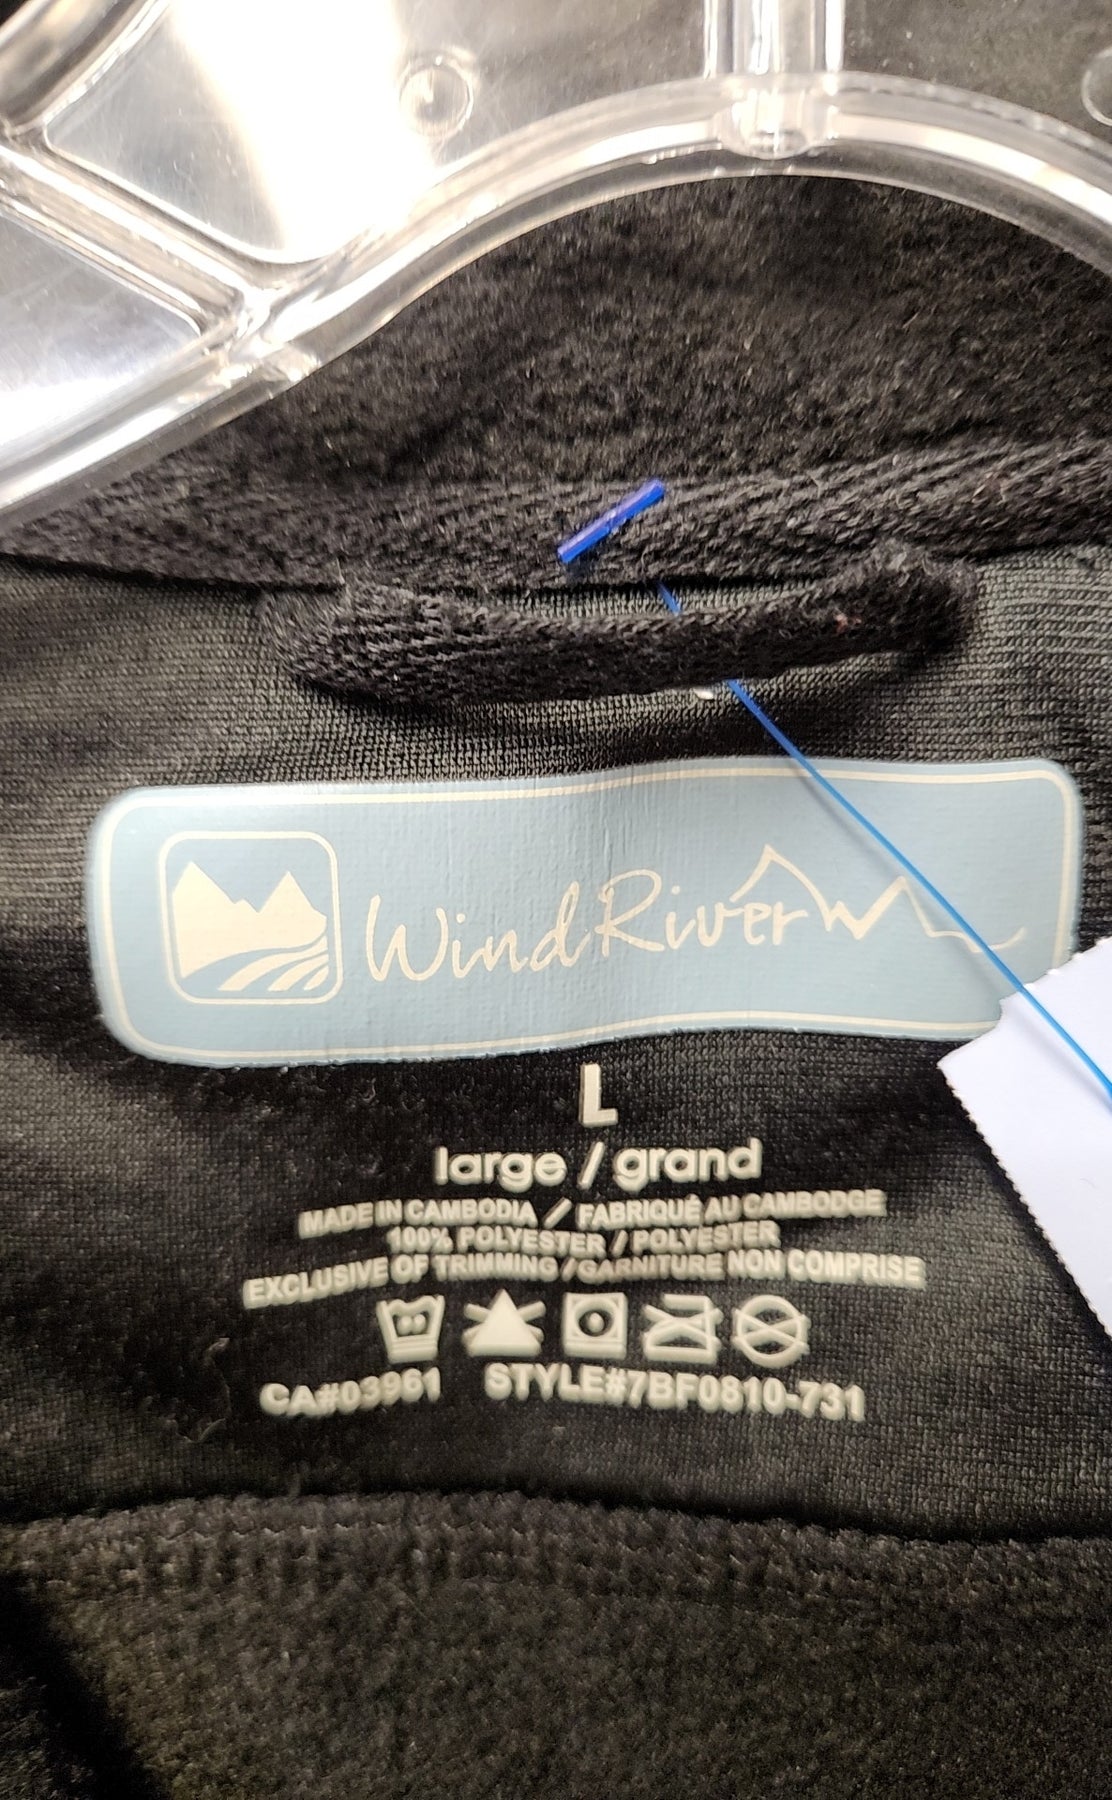 WindRiver
L
large / grand
MADE IN CAMBODIA / FABRIQUÉ AU CAMBODGE
100% POLYESTER / POLYESTER
EXCLUSIVE OF TRIMMING / GARNITURE NON COMPRISE
CA#03961 STYLE#7BF0810-731